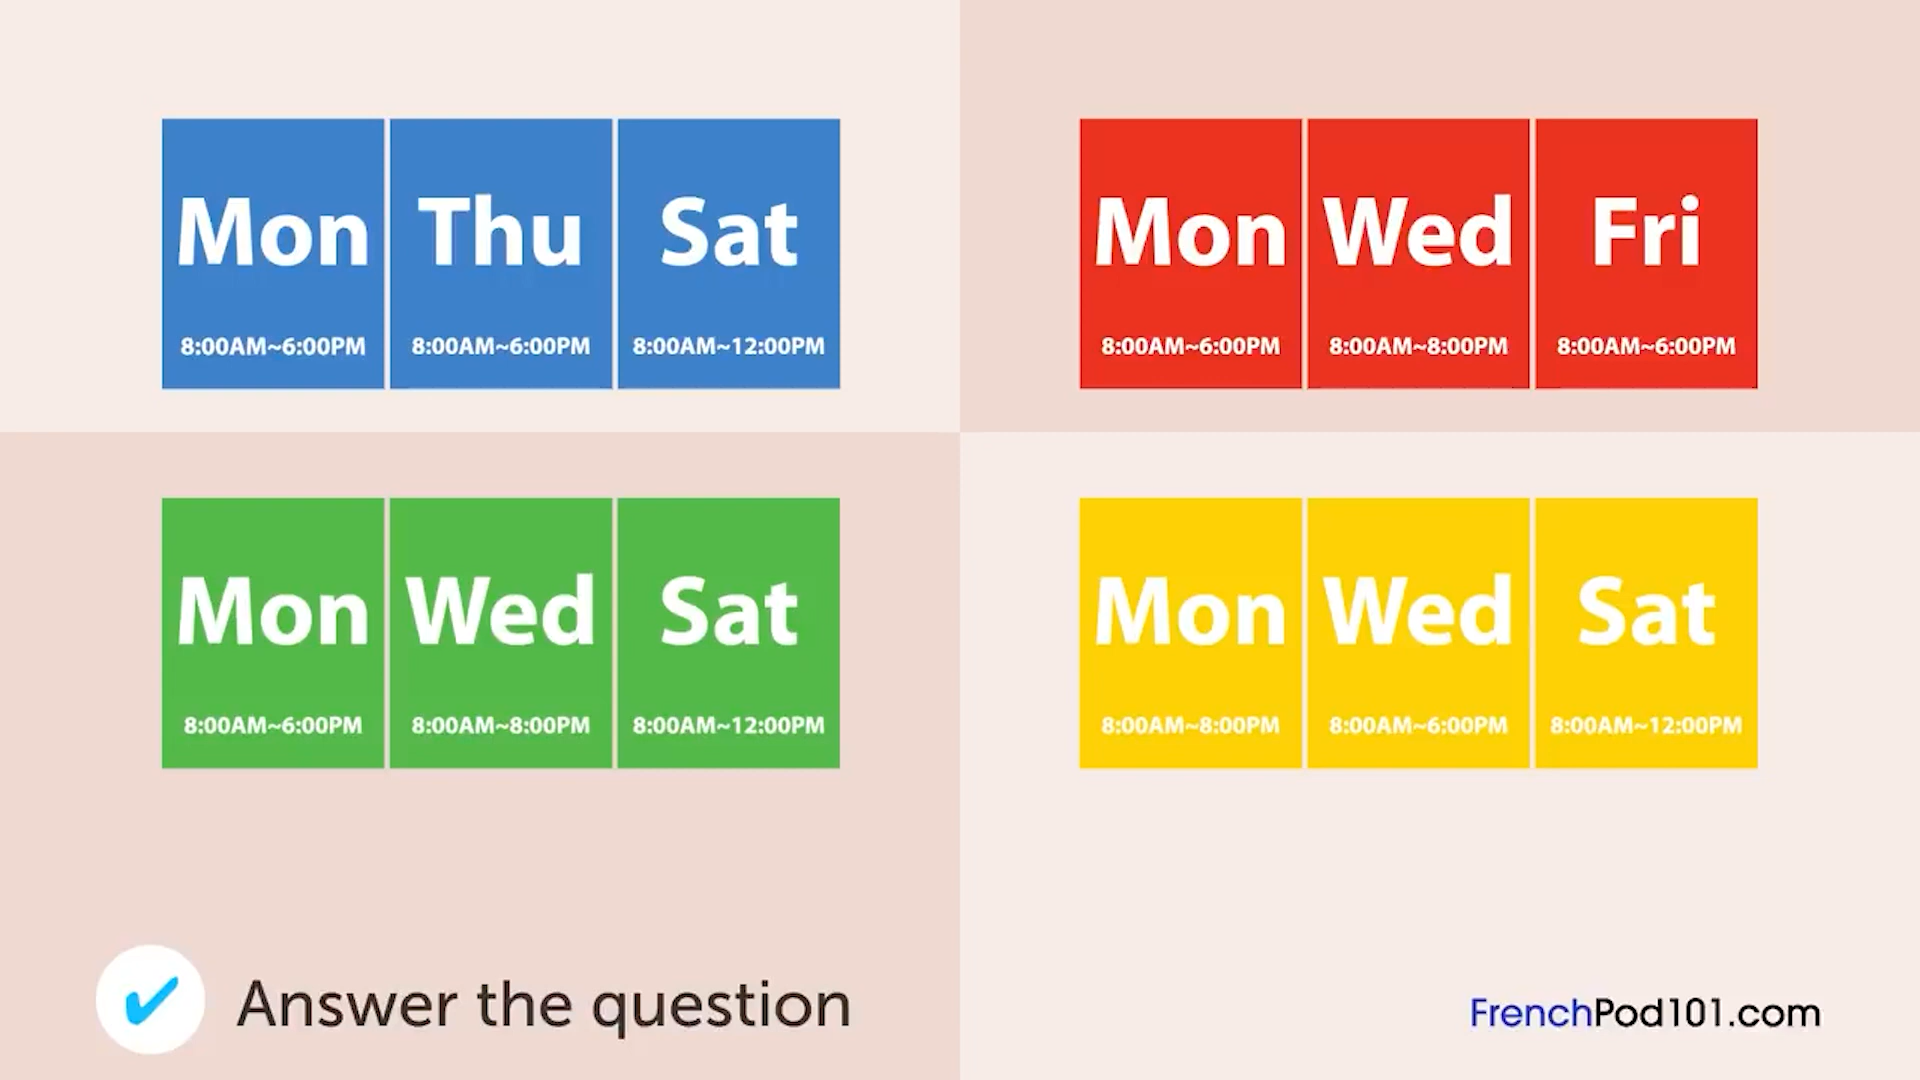 Mon Thu Sat
8:00AM~6:00PM 8:00AM~6:00PM 8:00AM~12:00PM
Mon Wed Fri
8:00AM~6:00PM 8:00AM~8:00PM 8:00AM~6:00PM
Mon Wed Sat
8:00AM~6:00PM 8:00AM~8:00PM 8:00AM~12:00PM
Mon Wed Sat
8:00AM~8:00PM 8:00AM~6:00PM 8:00AM~12:00PM
Answer the question
FrenchPod101.com